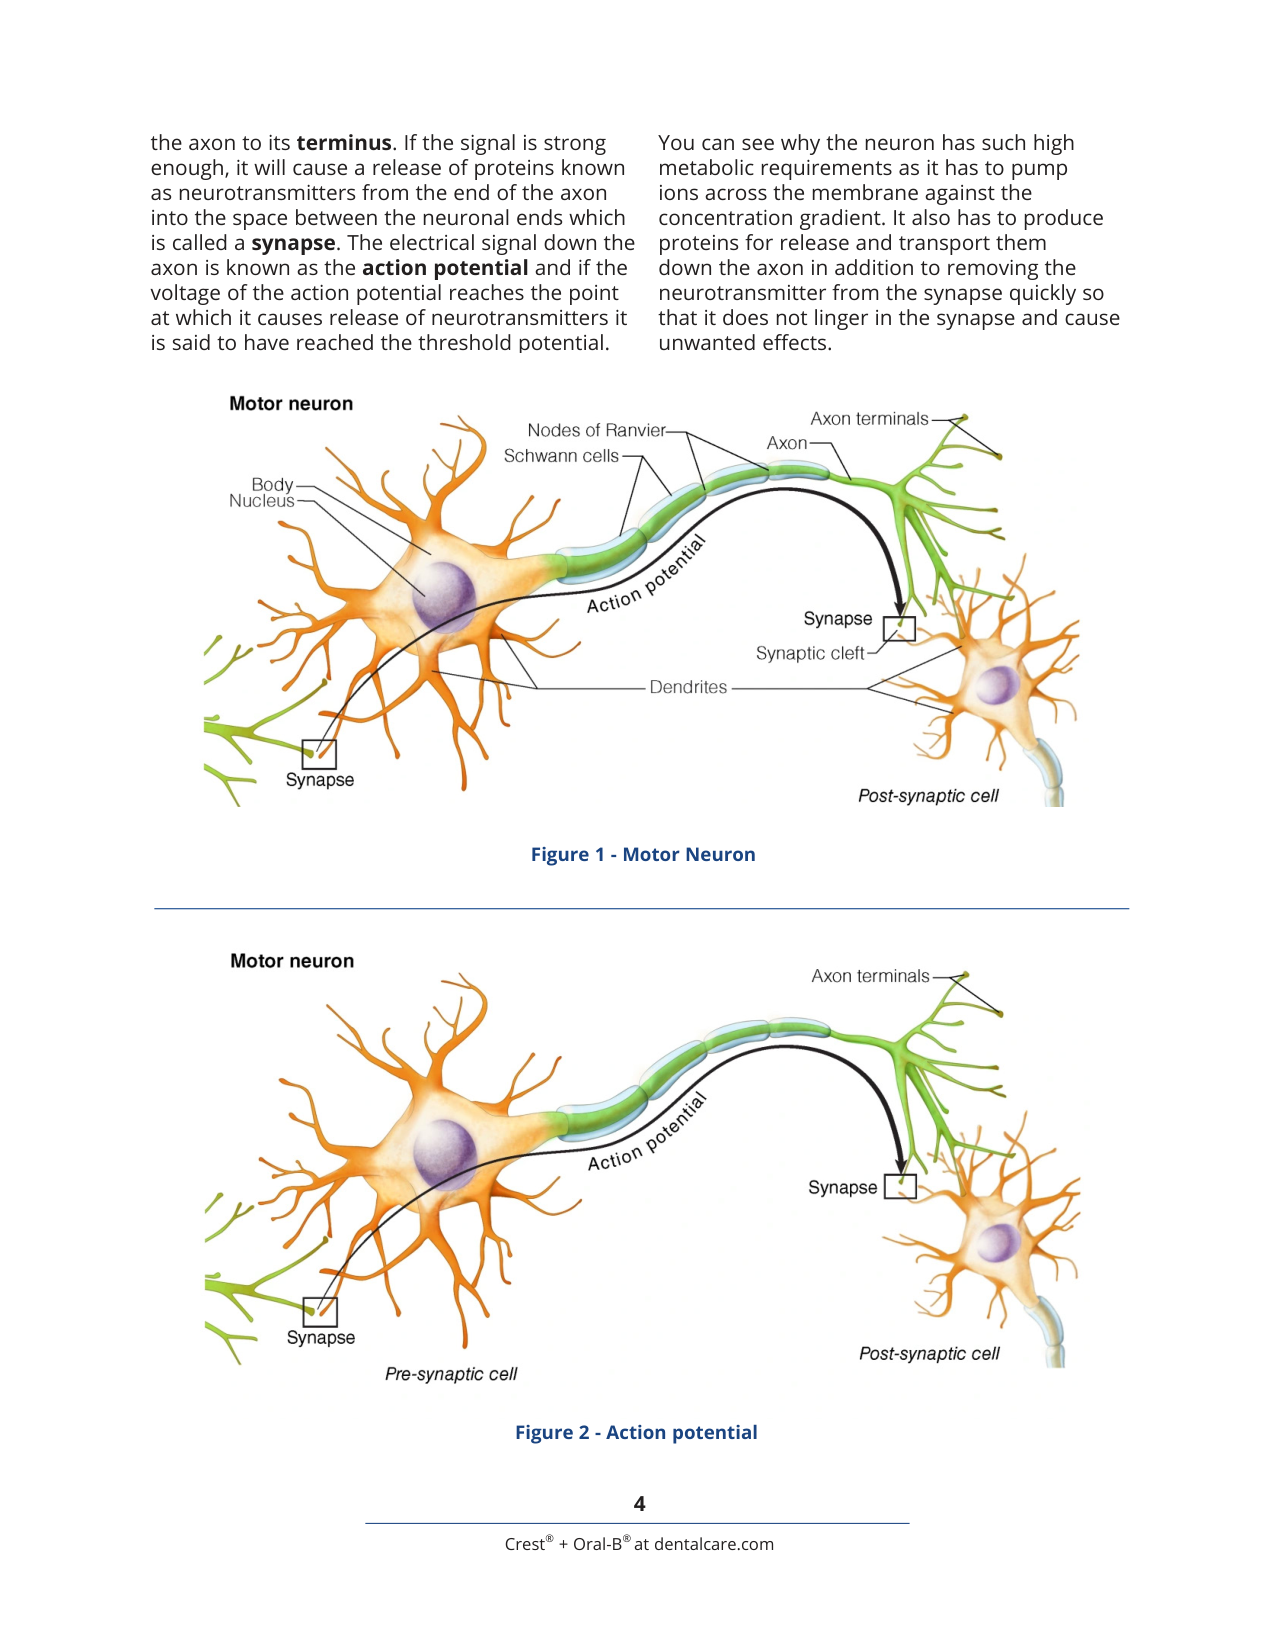 the axon to its terminus. If the signal is strong
enough, it will cause a release of proteins known
as neurotransmitters from the end of the axon
into the space between the neuronal ends which
is called a synapse. The electrical signal down the
axon is known as the action potential and if the
voltage of the action potential reaches the point
at which it causes release of neurotransmitters it
is said to have reached the threshold potential.
You can see why the neuron has such high
metabolic requirements as it has to pump
ions across the membrane against the
concentration gradient. It also has to produce
proteins for release and transport them
down the axon in addition to removing the
neurotransmitter from the synapse quickly so
that it does not linger in the synapse and cause
unwanted effects.
Motor neuron
Axon terminals
Nodes of Ranvier
Axon
Schwann cells
Body
Nucleus
Action potential
Synapse
Synaptic cleft
Dendrites
Synapse
Post-synaptic cell
Figure 1 - Motor Neuron
Motor neuron
Axon terminals
Action potential
Synapse
Synapse
Post-synaptic cell
Pre-synaptic cell
Figure 2 - Action potential
4
Crest® + Oral-B® at dentalcare.com